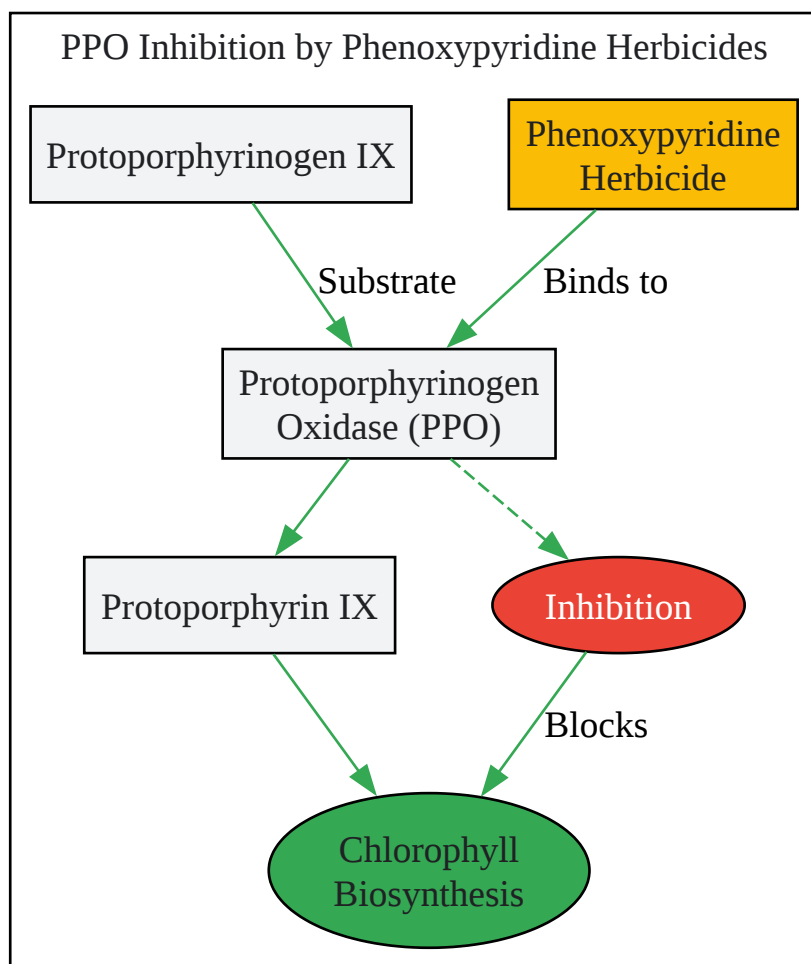 PPO Inhibition by Phenoxypyridine Herbicides
Protoporphyrinogen IX
Phenoxypyridine
Herbicide
Substrate
Binds to
Protoporphyrinogen
Oxidase (PPO)
Protoporphyrin IX
Inhibition
Blocks
Chlorophyll
Biosynthesis